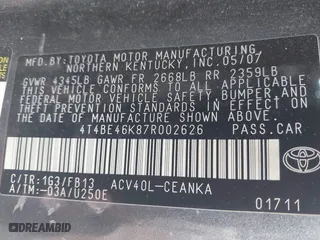 MFD. BY: TOYOTA MOTOR MANUFACTURING,
NORTHERN KENTUCKY, INC. 05/07
GVWR 4345LB GAWR FR 2668LB RR 2359LB
THIS VEHICLE CONFORMS TO ALL APPLICABLE
FEDERAL MOTOR VEHICLE SAFETY, BUMPER, AND
THEFT PREVENTION STANDARDS IN EFFECT ON THE
DATE OF MANUFACTURE SHOWN ABOVE.
4T4BE46K87R002626 PASS.CAR
C/TR:1G3/FB13 ACV40L-CEANKA
A/TM:-03A/U250E
TOYOTA
01711